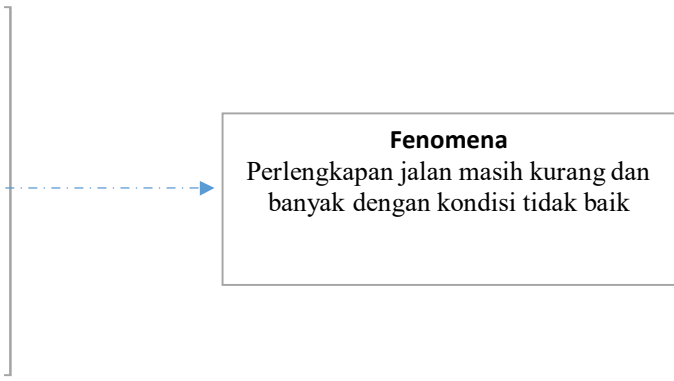 Fenomena
Perlengkapan jalan masih kurang dan
banyak dengan kondisi tidak baik